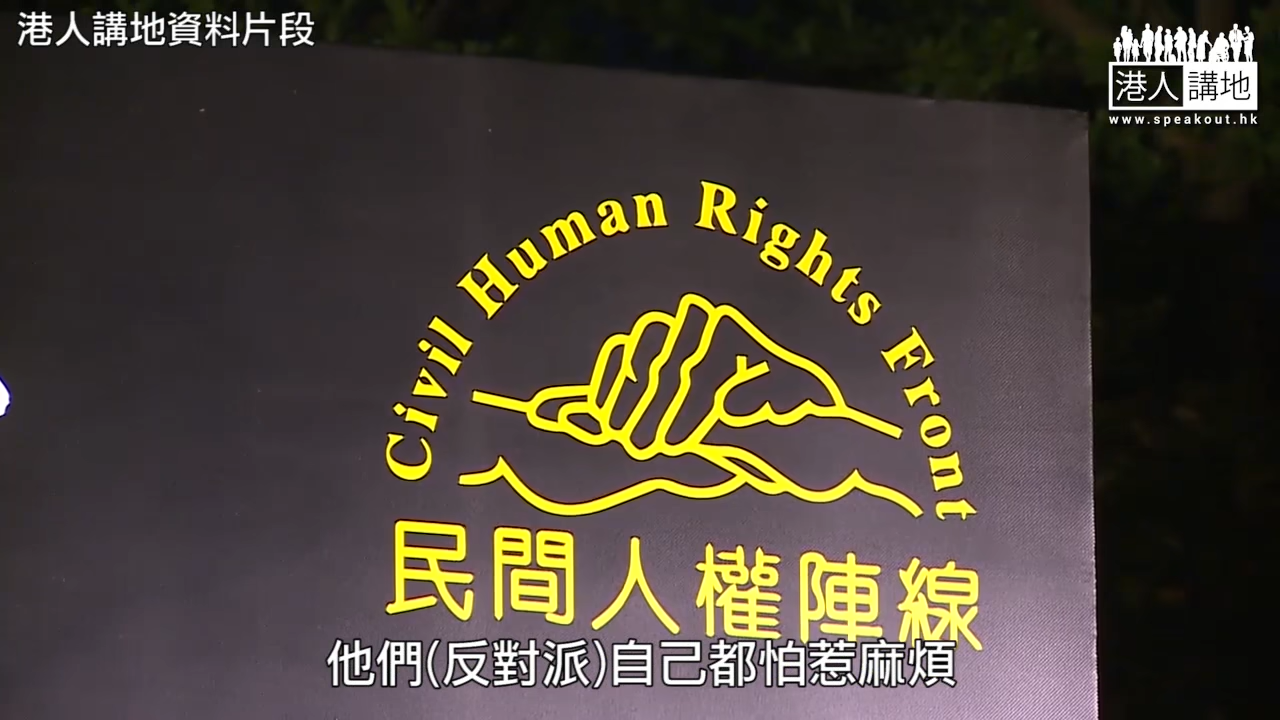 港人講地資料片段
港人講地
www.speakout.hk
Civil Human Rights Front
民間人權陣線
他們(反對派)自己都怕惹麻煩